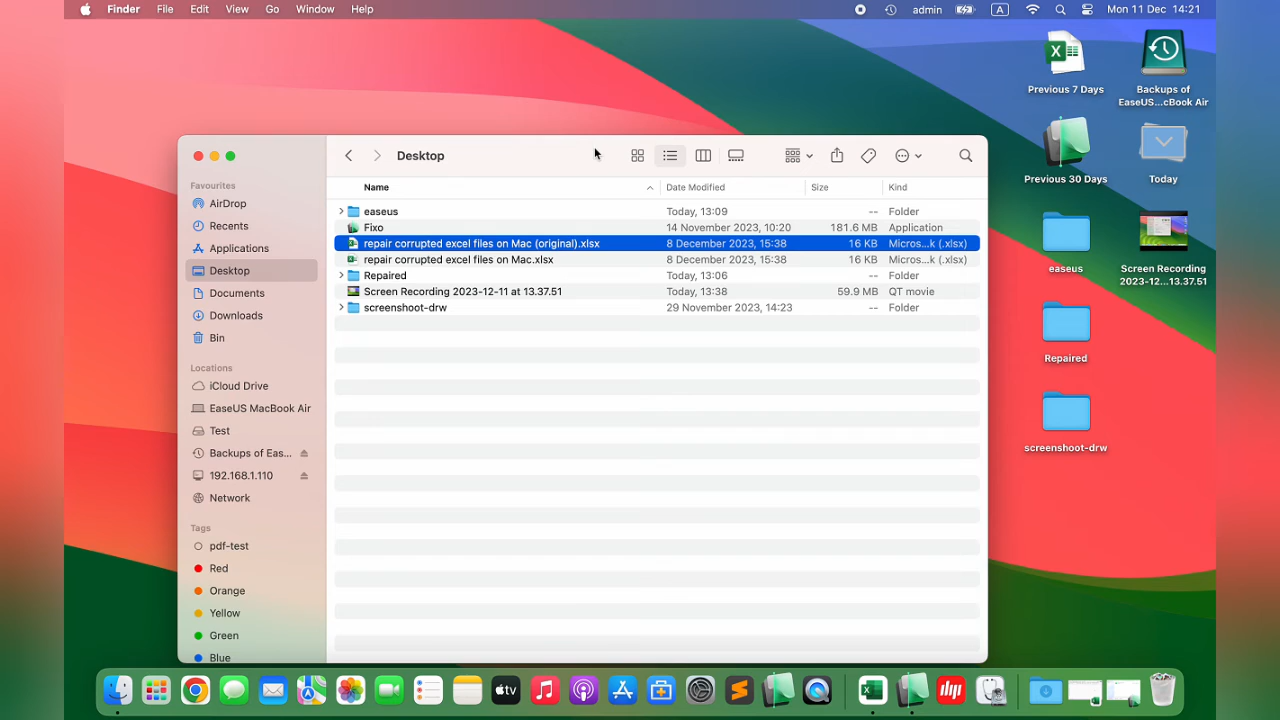 Finder File Edit View Go Window Help admin A Mon 11 Dec 14:21
Desktop
Favourites
AirDrop
Recents
Applications
Desktop
Documents
Downloads
Bin
Locations
iCloud Drive
EaseUS MacBook Air
Test
Backups of Eas...
192.168.1.110
Network
Tags
pdf-test
Red
Orange
Yellow
Green
Blue
Name Date Modified Size Kind
easeus Today, 13:09 -- Folder
Fixo 14 November 2023, 10:20 181.6 MB Application
repair corrupted excel files on Mac (original).xlsx 8 December 2023, 15:38 16 KB Micros...k (.xlsx)
repair corrupted excel files on Mac.xlsx 8 December 2023, 15:38 16 KB Micros...k (.xlsx)
Repaired Today, 13:06 -- Folder
Screen Recording 2023-12-11 at 13.37.51 Today, 13:38 59.9 MB QT movie
screenshoot-drw 29 November 2023, 14:23 -- Folder
Previous 7 Days
Backups of
EaseUS...cBook Air
Previous 30 Days
Today
easeus
Screen Recording
2023-12...13.37.51
Repaired
screenshoot-drw
tv